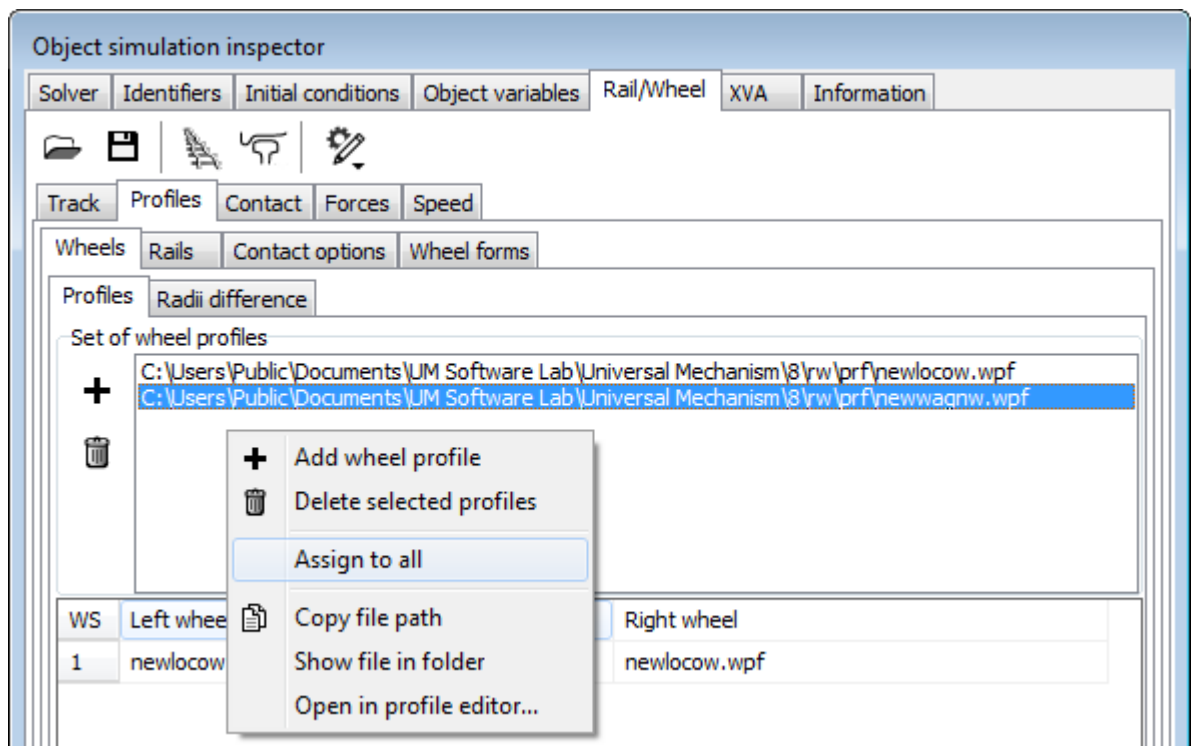 Object simulation inspector
Solver Identifiers Initial conditions Object variables Rail/Wheel XVA Information
Track Profiles Contact Forces Speed
Wheels Rails Contact options Wheel forms
Profiles Radii difference
Set of wheel profiles
C:\Users\Public\Documents\UM Software Lab\Universal Mechanism\8\rw\prf\newlocow.wpf
C:\Users\Public\Documents\UM Software Lab\Universal Mechanism\8\rw\prf\newwagnw.wpf
Add wheel profile
Delete selected profiles
Assign to all
Copy file path
Show file in folder
Open in profile editor...
WS Left whee Right wheel
1 newlocow newlocow.wpf